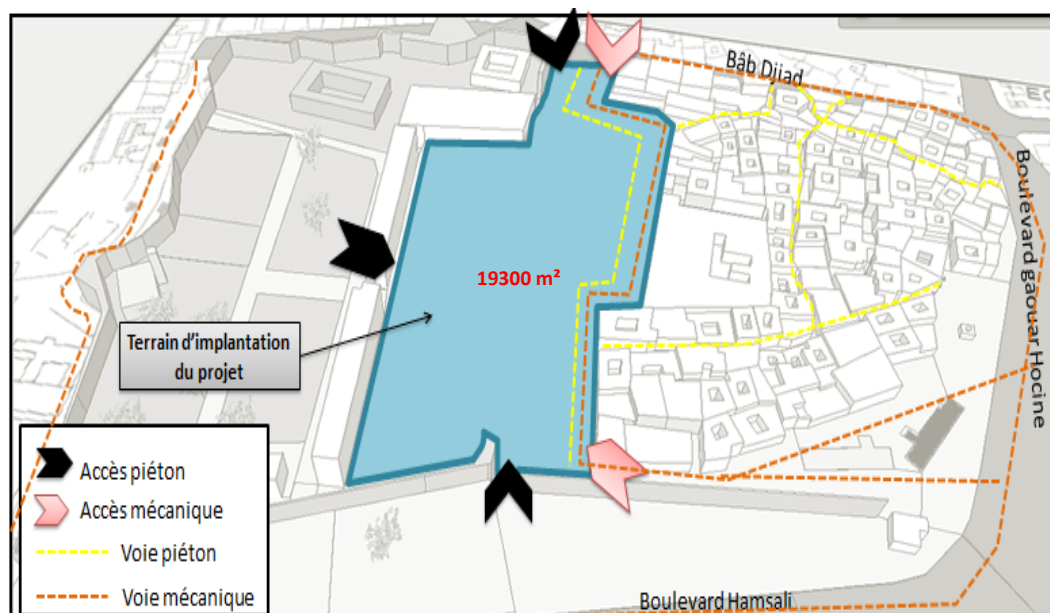 Bâb Djiad
EC
Boulevard gaouar Hocine
19300 m²
Terrain d'implantation
du projet
Accès piéton
Accès mécanique
Voie piéton
Voie mécanique
Boulevard Hamsali